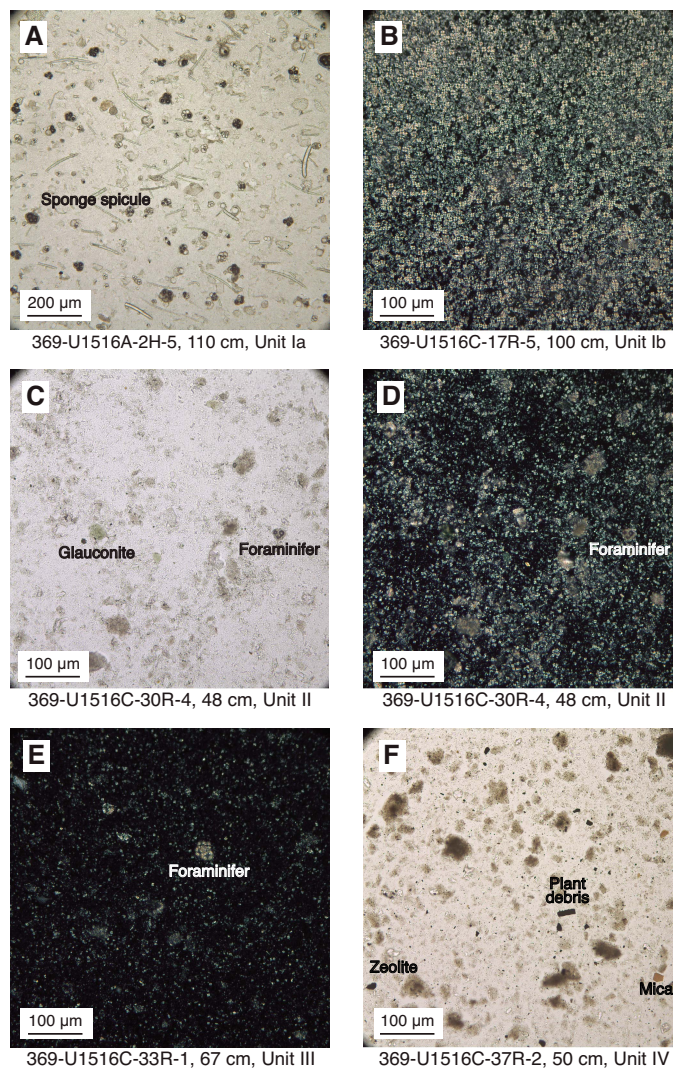 A
Sponge spicule
200 µm
369-U1516A-2H-5, 110 cm, Unit Ia
B
100 µm
369-U1516C-17R-5, 100 cm, Unit Ib
C
Glauconite
Foraminifer
100 µm
369-U1516C-30R-4, 48 cm, Unit II
D
Foraminifer
100 µm
369-U1516C-30R-4, 48 cm, Unit II
E
Foraminifer
100 µm
369-U1516C-33R-1, 67 cm, Unit III
F
Plant
debris
Zeolite
Mica
100 µm
369-U1516C-37R-2, 50 cm, Unit IV